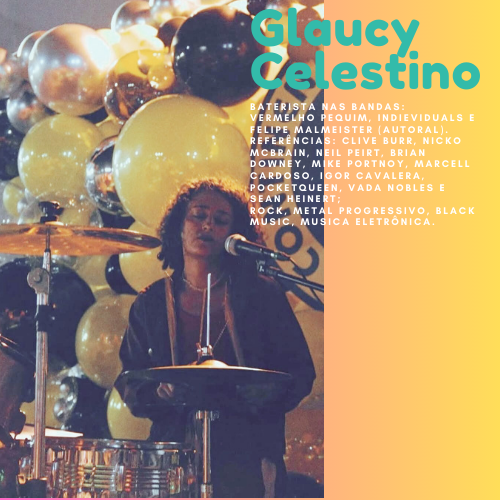 Glaucy
Celestino
BATERISTA NAS BANDAS:
VERMELHO PEQUIM, INDIEVIDUALS E
FELIPE MALMEISTER (AUTORAL).
REFERÊNCIAS: CLIVE BURR, NICKO
MCBRAIN, NEIL PEIRT, BRIAN
DOWNEY, MIKE PORTNOY, MARCELL
CARDOSO, IGOR CAVALERA,
POCKETQUEEN, VADA NOBLES E
SEAN HEINERT;
ROCK, METAL PROGRESSIVO, BLACK
MUSIC, MUSICA ELETRÔNICA.